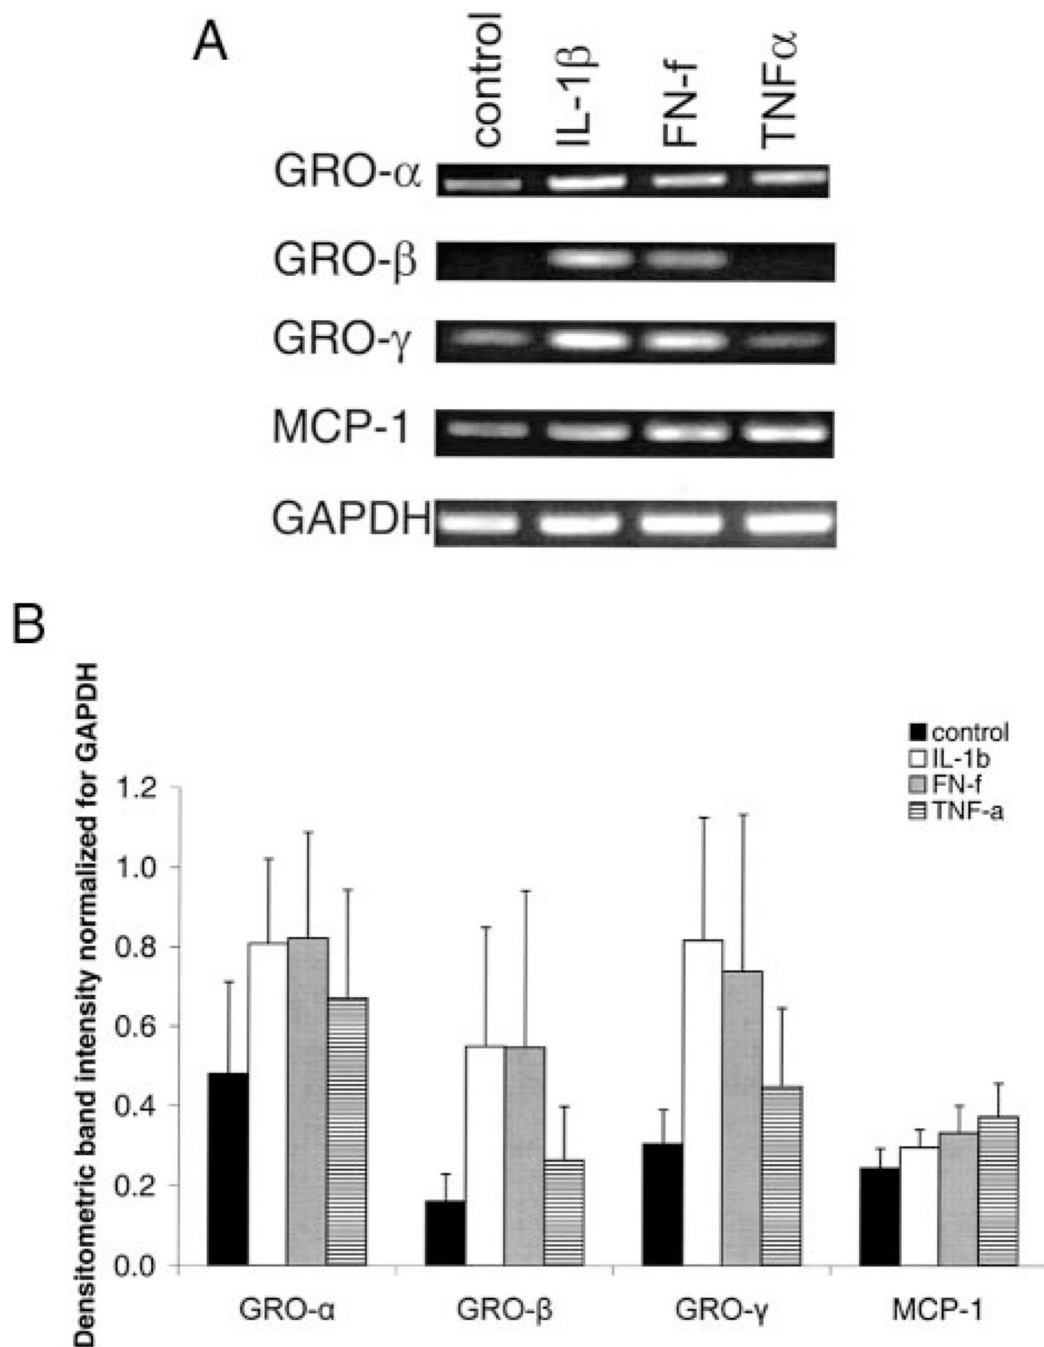 A
control
IL-1β
FN-f
TNFα
GRO-α
GRO-β
GRO-γ
MCP-1
GAPDH
B
Densitometric band intensity normalized for GAPDH
control
IL-1b
FN-f
TNF-a
1.2
1.0
0.8
0.6
0.4
0.2
0.0
GRO-α
GRO-β
GRO-γ
MCP-1